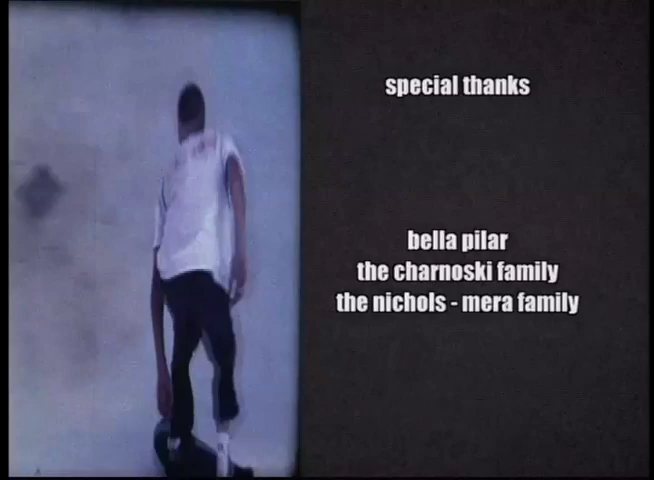 special thanks
bella pilar
the charnoski family
the nichols - mera family